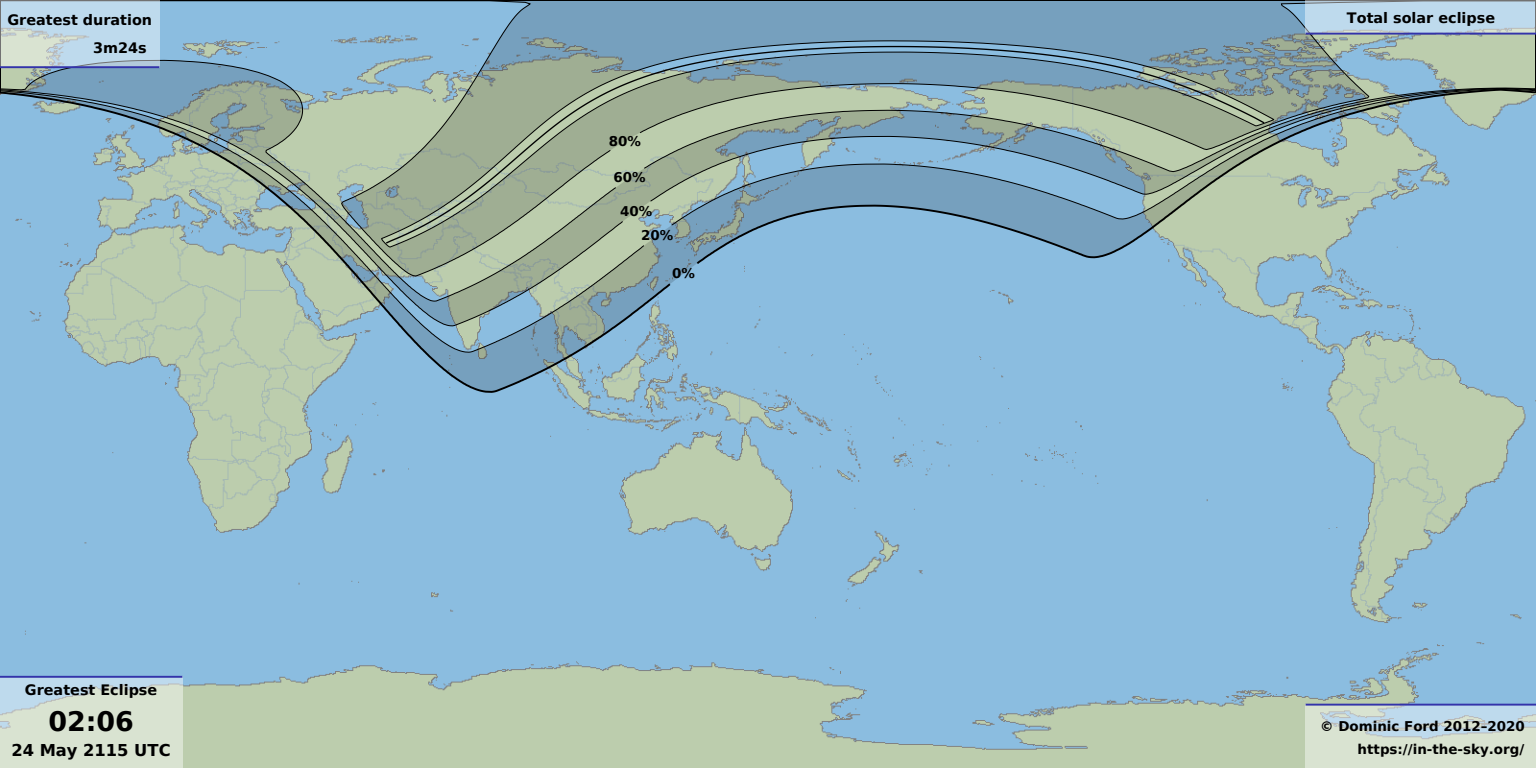 Greatest duration
3m24s
Total solar eclipse
80%
60%
40%
20%
0%
Greatest Eclipse
02:06
24 May 2115 UTC
© Dominic Ford 2012–2020
https://in-the-sky.org/